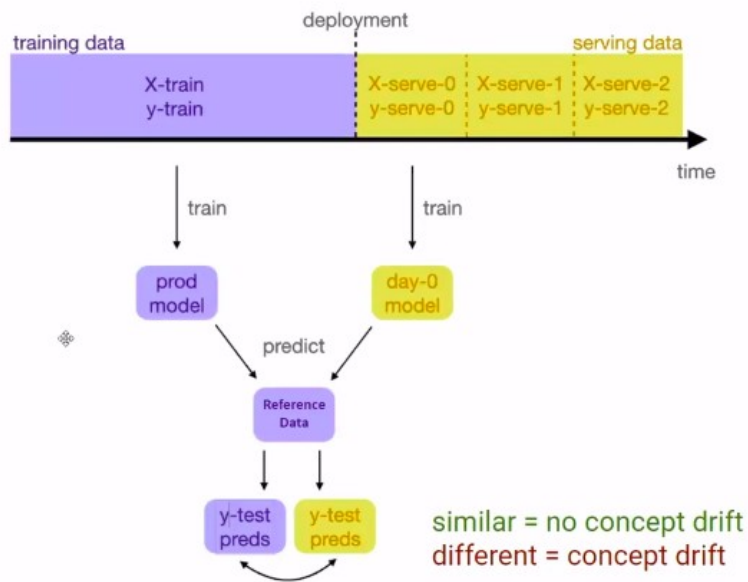 deployment
training data
serving data
X-train
y-train
X-serve-0
y-serve-0
X-serve-1
y-serve-1
X-serve-2
y-serve-2
time
train
train
prod
model
day-0
model
predict
Reference
Data
y-test
preds
y-test
preds
similar = no concept drift
different = concept drift